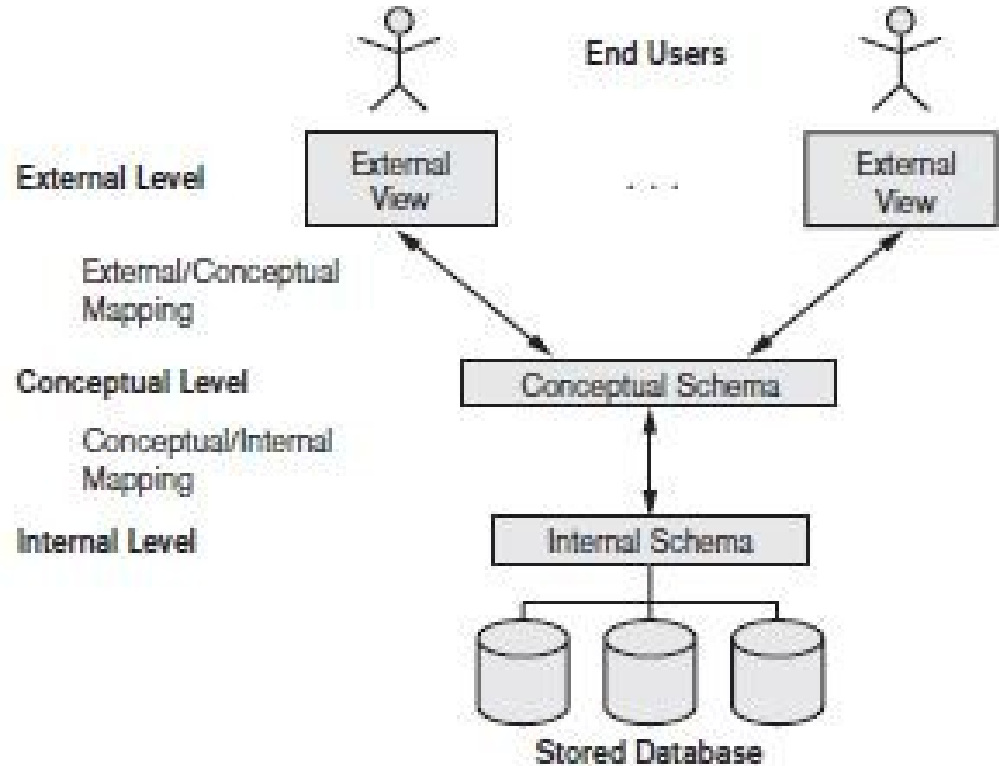 End Users
External Level
External
View
. . .
External
View
External/Conceptual
Mapping
Conceptual Level
Conceptual Schema
Conceptual/Internal
Mapping
Internal Level
Internal Schema
Stored Database